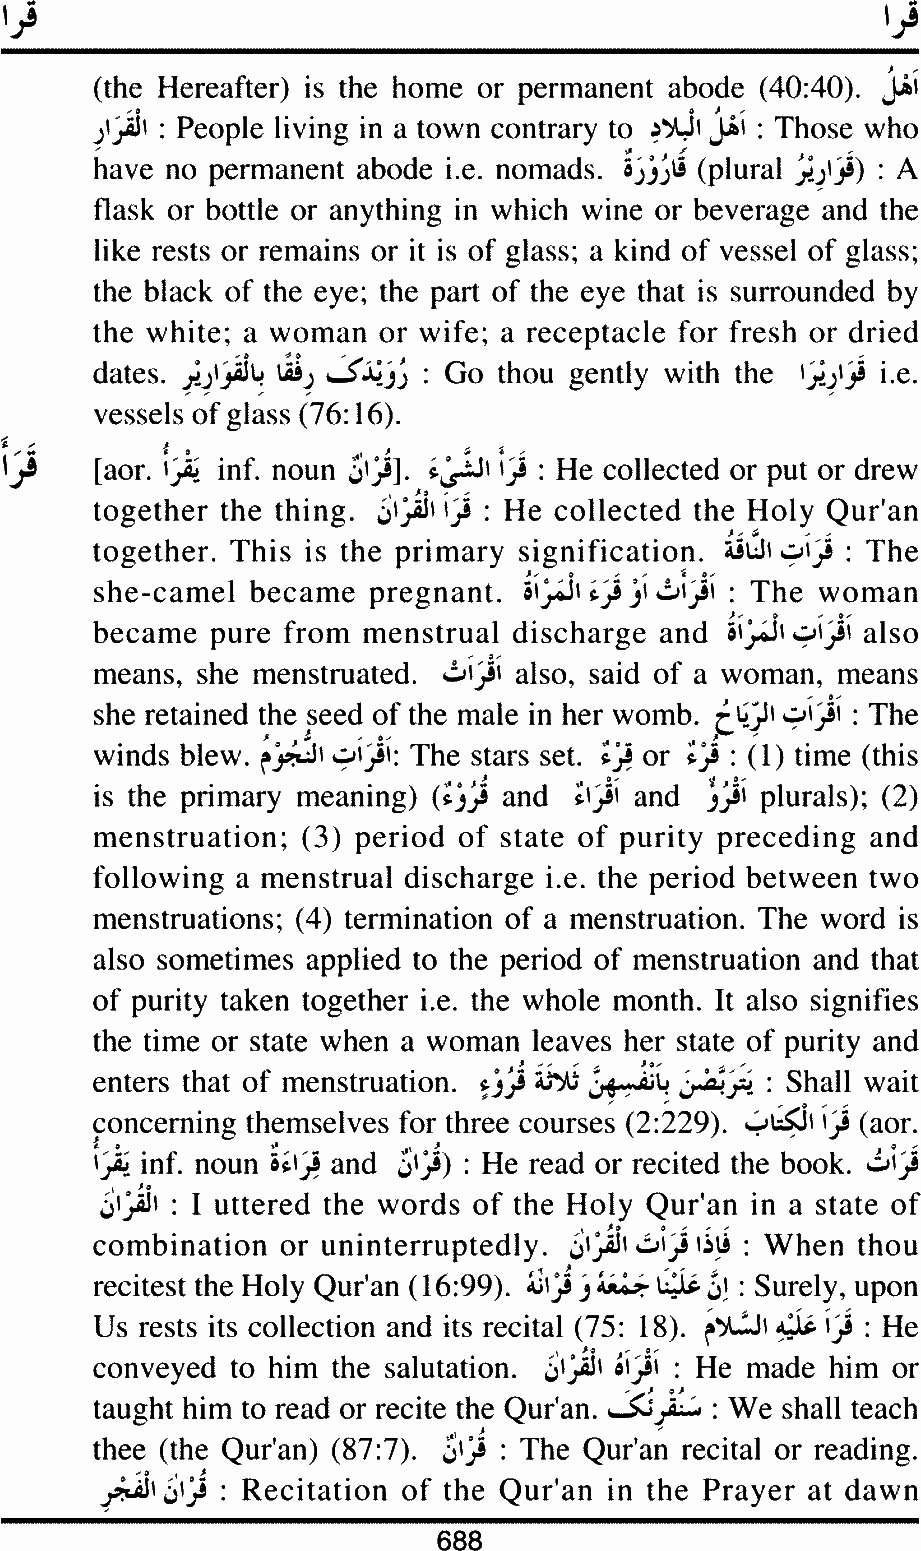 قرا قرا
(the Hereafter) is the home or permanent abode (40:40). اَهْلُ
الْقَرَارِ : People living in a town contrary to اَهْلُ الْبِلَادِ : Those who
have no permanent abode i.e. nomads. قَارُوْرَةٌ (plural قَوَارِيْرُ) : A
flask or bottle or anything in which wine or beverage and the
like rests or remains or it is of glass; a kind of vessel of glass;
the black of the eye; the part of the eye that is surrounded by
the white; a woman or wife; a receptacle for fresh or dried
dates. رُوَيْدَکَ رِفْقًا بِالْقَوَارِيْرِ : Go thou gently with the قَوَارِيْرَا i.e.
vessels of glass (76:16).
قَرَأَ [aor. يَقْرَأُ inf. noun قُرْاٰنٌ]. قَرَأَ الشَّيْءَ : He collected or put or drew
together the thing. قَرَاَ الْقُرْاٰنَ : He collected the Holy Qur'an
together. This is the primary signification. قَرَاَتِ النَّاقَةُ : The
she-camel became pregnant. اَقْرَأَتْ اَوْ قَرَءَ الْمَرْاَةُ : The woman
became pure from menstrual discharge and اَقْرَاَتِ الْمَرْاَةُ also
means, she menstruated. اَقْرَاَتْ also, said of a woman, means
she retained the seed of the male in her womb. اَقْرَاَتِ الرِّيَاحُ : The
winds blew. اَقْرَاَتِ النُّجُوْمُ: The stars set. قِرْءٌ or قَرْءٌ : (1) time (this
is the primary meaning) (قُرُوْءٌ and اَقْرَاءٌ and اَقْرُؤٌ plurals); (2)
menstruation; (3) period of state of purity preceding and
following a menstrual discharge i.e. the period between two
menstruations; (4) termination of a menstruation. The word is
also sometimes applied to the period of menstruation and that
of purity taken together i.e. the whole month. It also signifies
the time or state when a woman leaves her state of purity and
enters that of menstruation. يَتَرَبَّصْنَ بِاَنْفُسِهِنَّ ثَلَاثَةَ قُرُوْءٍ : Shall wait
concerning themselves for three courses (2:229). قَرَاَ الْكِتَابَ (aor.
يَقْرَأُ inf. noun قِرَاءَةٌ and قُرْاٰنٌ) : He read or recited the book. قَرَاْتُ
الْقُرْاٰنَ : I uttered the words of the Holy Qur'an in a state of
combination or uninterruptedly. فَاِذَا قَرَاْتَ الْقُرْاٰنَ : When thou
recitest the Holy Qur'an (16:99). اِنَّ عَلَيْنَا جَمْعَهٗ وَ قُرْاٰنَهٗ : Surely, upon
Us rests its collection and its recital (75: 18). قَرَاَ عَلَيْهِ السَّلَامَ : He
conveyed to him the salutation. اَقْرَاَهُ الْقُرْاٰنَ : He made him or
taught him to read or recite the Qur'an. سَنُقْرِئُکَ : We shall teach
thee (the Qur'an) (87:7). قُرْاٰنٌ : The Qur'an recital or reading.
قُرْاٰنَ الْفَجْرِ : Recitation of the Qur'an in the Prayer at dawn
688